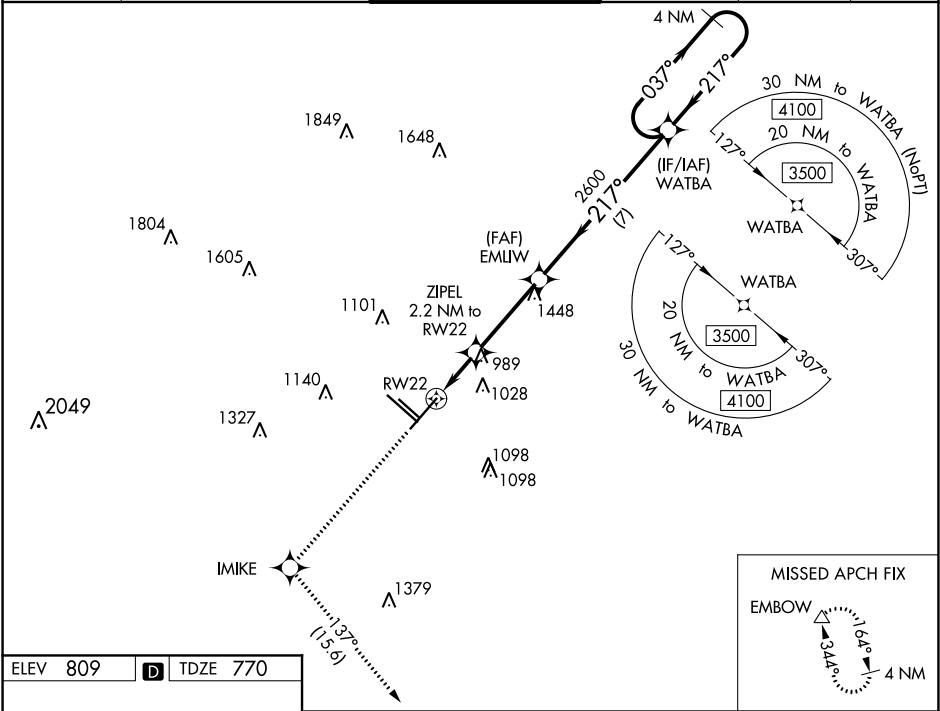 4 NM
037°
217°
30 NM to WATBA (NoPT)
4100
20 NM to WATBA
3500
127°
307°
WATBA
1849
1648
(IF/IAF)
WATBA
2600
217°
(7)
1804
1605
(FAF)
EMLIW
1448
127°
WATBA
307°
20 NM to WATBA
3500
30 NM to WATBA
4100
1101
ZIPEL
2.2 NM to
RW22
989
1028
RW22
1140
1327
2049
1098
1098
IMIKE
1379
137°
(15.6)
MISSED APCH FIX
EMBOW
164°
344°
4 NM
ELEV 809 D TDZE 770